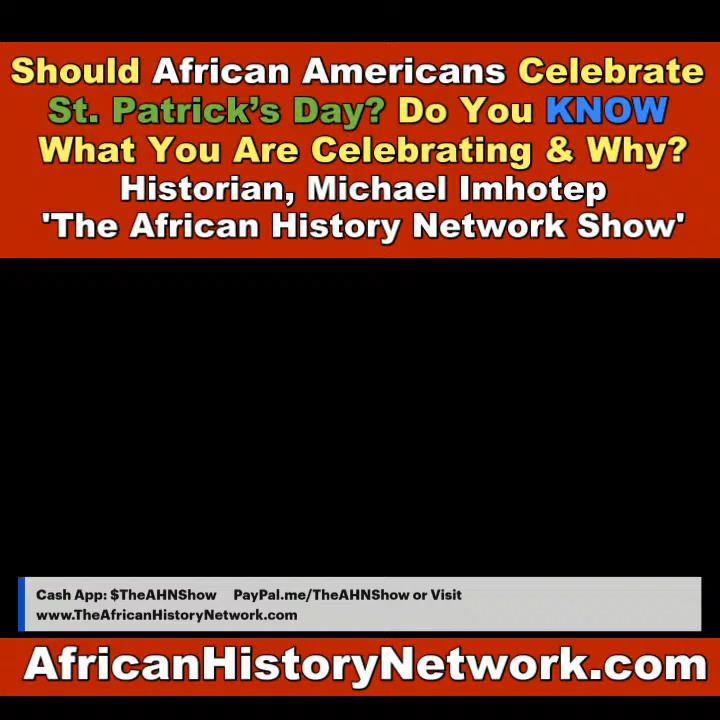 Should African Americans Celebrate
St. Patrick's Day? Do You KNOW
What You Are Celebrating & Why?
Historian, Michael Imhotep
'The African History Network Show'
Cash App: $TheAHNShow PayPal.me/TheAHNShow or Visit
www.TheAfricanHistoryNetwork.com
AfricanHistoryNetwork.com